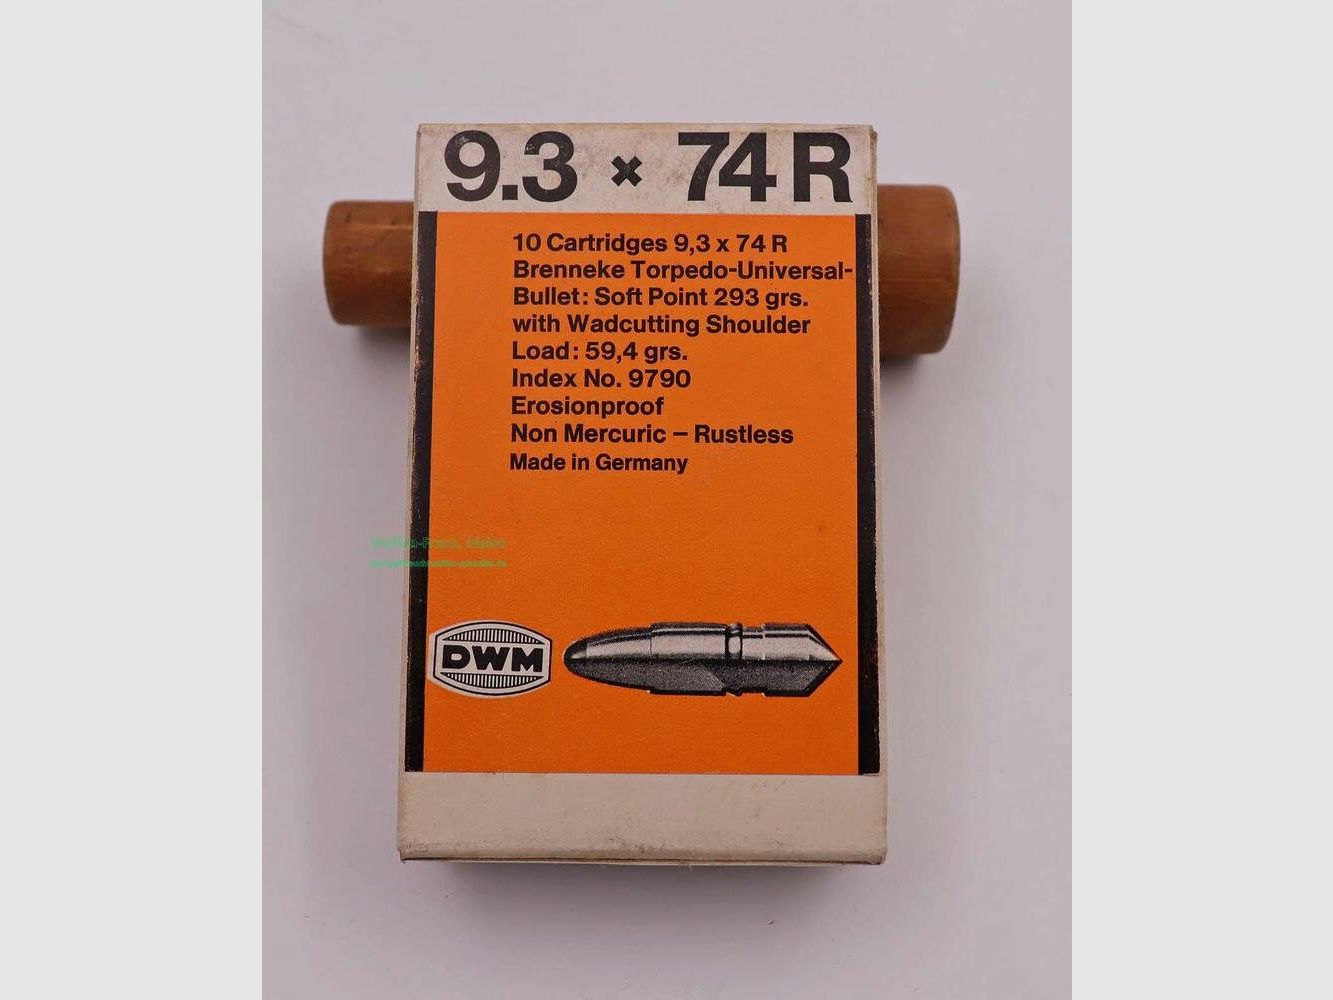 9.3 x 74 R
10 Cartridges 9,3 x 74 R
Brenneke Torpedo-Universal-
Bullet: Soft Point 293 grs.
with Wadcutting Shoulder
Load: 59,4 grs.
Index No. 9790
Erosionproof
Non Mercuric – Rustless
Made in Germany
DWM